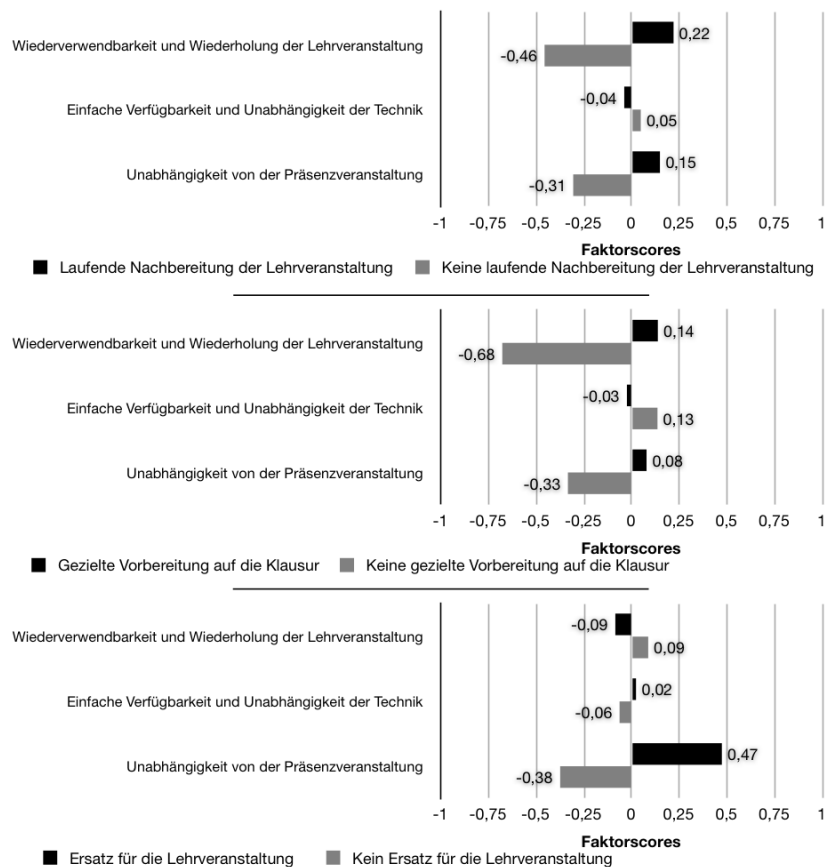 Wiederverwendbarkeit und Wiederholung der Lehrveranstaltung
0,22
-0,46
Einfache Verfügbarkeit und Unabhängigkeit der Technik
-0,04
0,05
Unabhängigkeit von der Präsenzveranstaltung
0,15
-0,31
-1 -0,75 -0,5 -0,25 0 0,25 0,5 0,75 1
Faktorscores
Laufende Nachbereitung der Lehrveranstaltung Keine laufende Nachbereitung der Lehrveranstaltung
Wiederverwendbarkeit und Wiederholung der Lehrveranstaltung
0,14
-0,68
Einfache Verfügbarkeit und Unabhängigkeit der Technik
-0,03
0,13
Unabhängigkeit von der Präsenzveranstaltung
0,08
-0,33
-1 -0,75 -0,5 -0,25 0 0,25 0,5 0,75 1
Faktorscores
Gezielte Vorbereitung auf die Klausur Keine gezielte Vorbereitung auf die Klausur
Wiederverwendbarkeit und Wiederholung der Lehrveranstaltung
-0,09
0,09
Einfache Verfügbarkeit und Unabhängigkeit der Technik
0,02
-0,06
Unabhängigkeit von der Präsenzveranstaltung
0,47
-0,38
-1 -0,75 -0,5 -0,25 0 0,25 0,5 0,75 1
Faktorscores
Ersatz für die Lehrveranstaltung Kein Ersatz für die Lehrveranstaltung